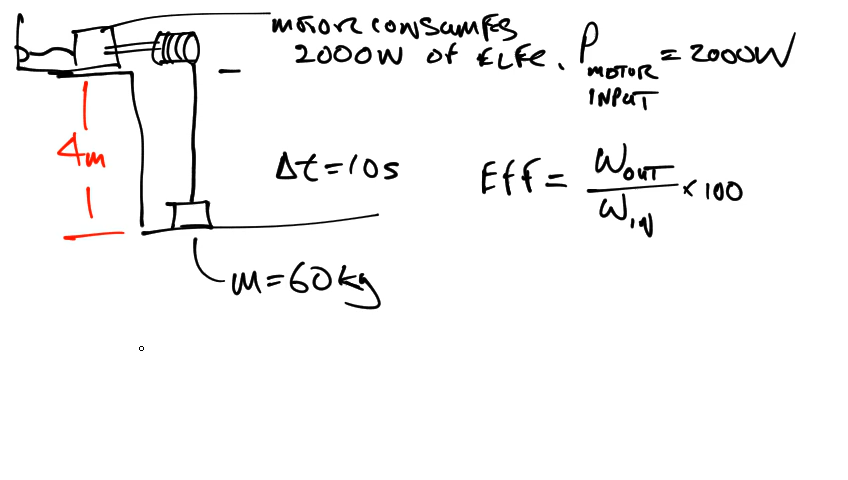 MOTOR CONSUMES
2000W of ELEC. P MOTOR INPUT = 2000W
4m
Δt = 10s
Eff = W OUT / W IN × 100
m = 60kg